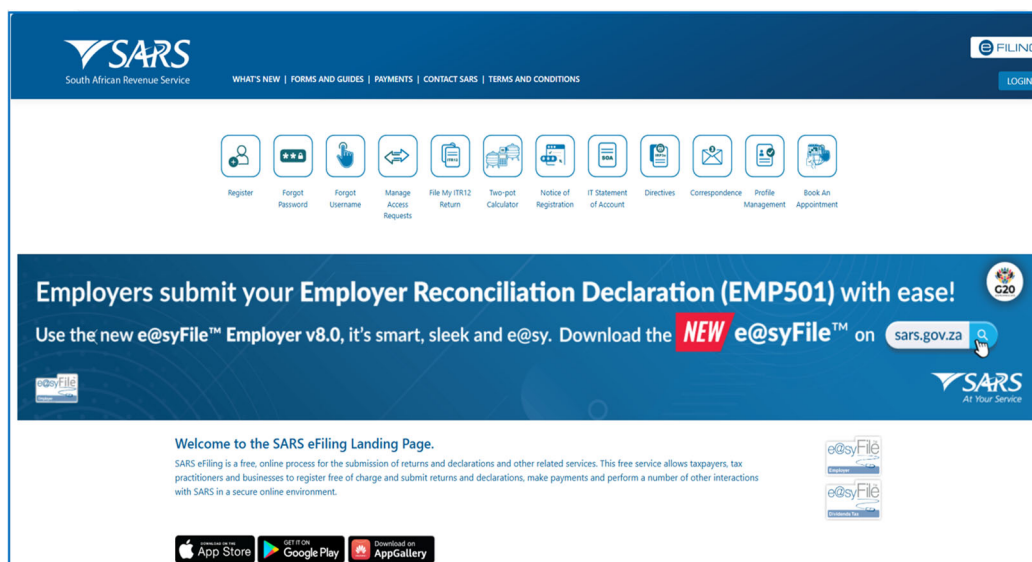 SARS
South African Revenue Service
WHAT'S NEW | FORMS AND GUIDES | PAYMENTS | CONTACT SARS | TERMS AND CONDITIONS
e FILING
LOGIN
Register
Forgot Password
Forgot Username
Manage Access Requests
File My ITR12 Return
Two-pot Calculator
Notice of Registration
IT Statement of Account
Directives
Correspondence
Profile Management
Book An Appointment
ITR12
SOA
Employers submit your Employer Reconciliation Declaration (EMP501) with ease!
G20
Use the new e@syFile™ Employer v8.0, it's smart, sleek and e@sy. Download the NEW e@syFile™ on sars.gov.za
e@syFile
Employer
SARS
At Your Service
Welcome to the SARS eFiling Landing Page.
SARS eFiling is a free, online process for the submission of returns and declarations and other related services. This free service allows taxpayers, tax
practitioners and businesses to register free of charge and submit returns and declarations, make payments and perform a number of other interactions
with SARS in a secure online environment.
e@syFile
Employer
e@syFile
Dividends Tax
Download on the
App Store
GET IT ON
Google Play
Download on
AppGallery